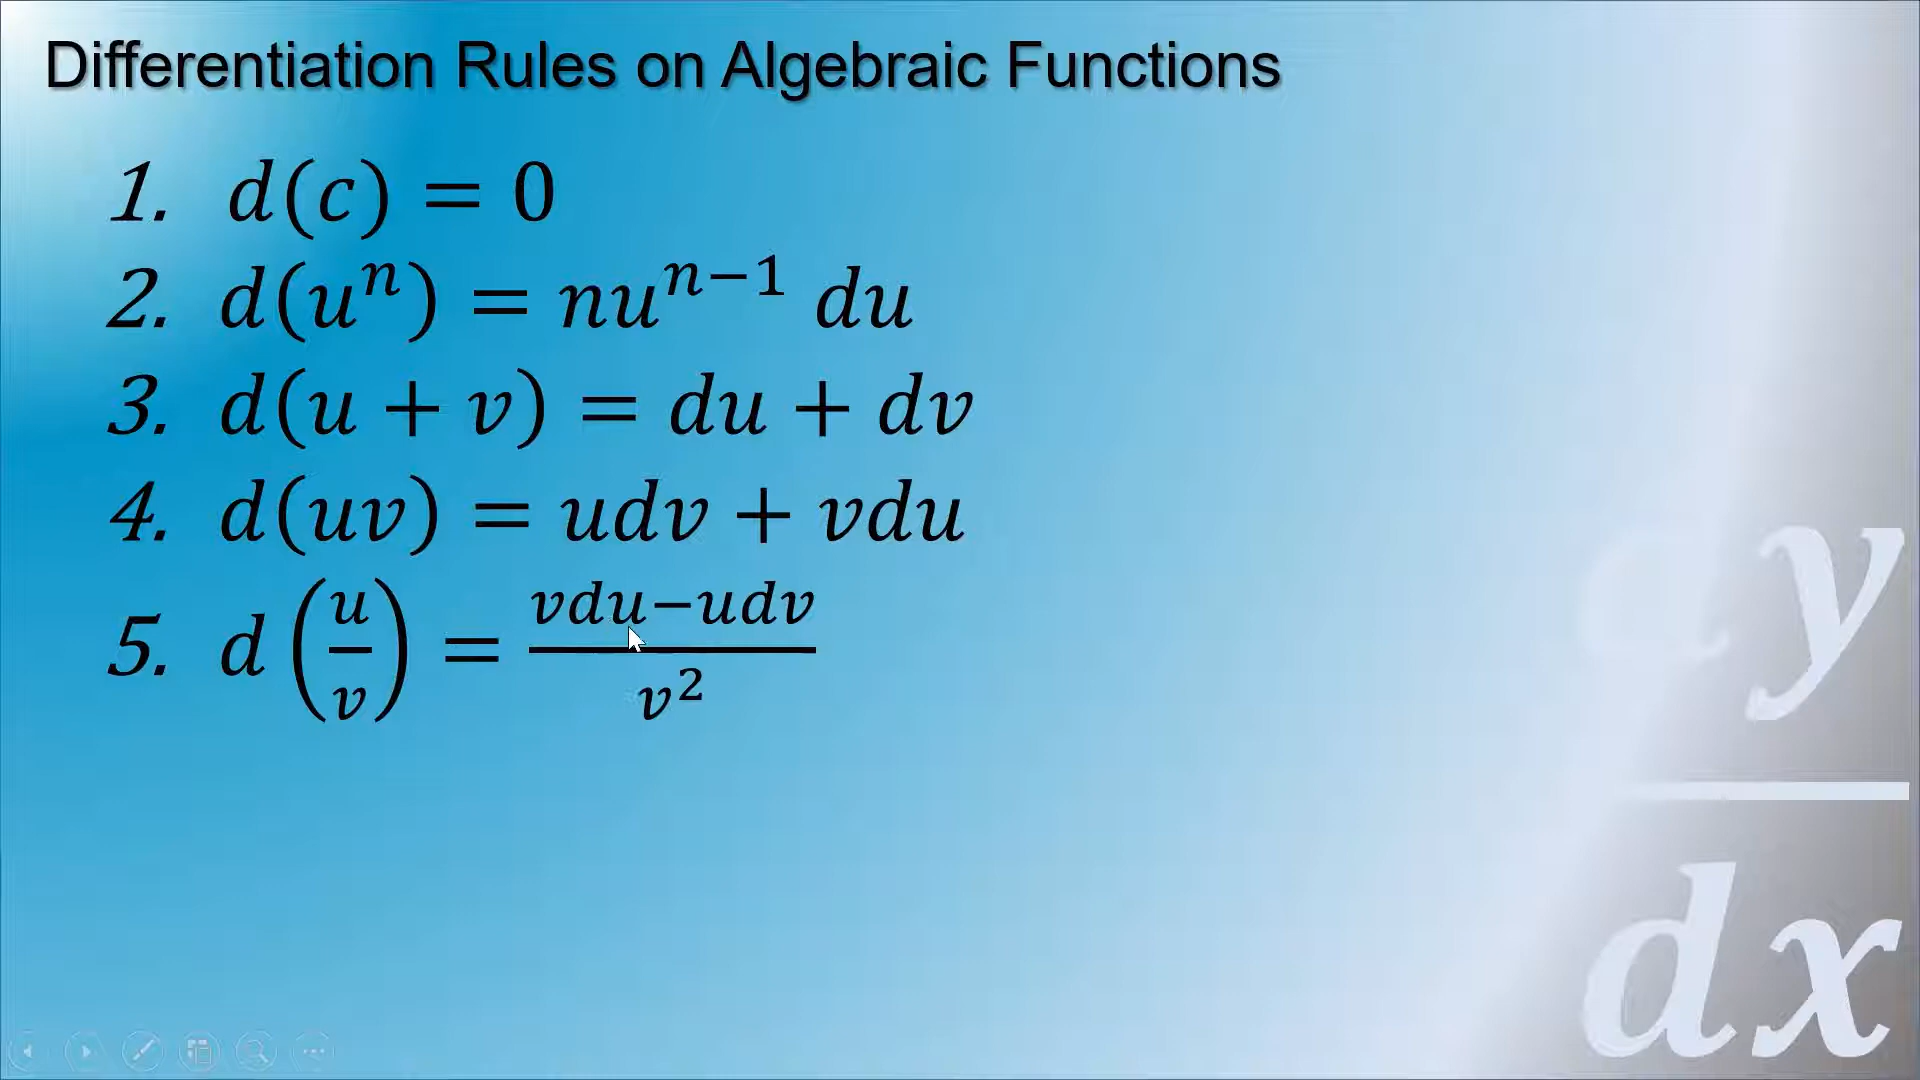 Differentiation Rules on Algebraic Functions
1. d(c) = 0
2. d(uⁿ) = nuⁿ⁻¹ du
3. d(u + v) = du + dv
4. d(uv) = udv + vdu
5. d(u/v) = (vdu−udv)/v²
dy
dx